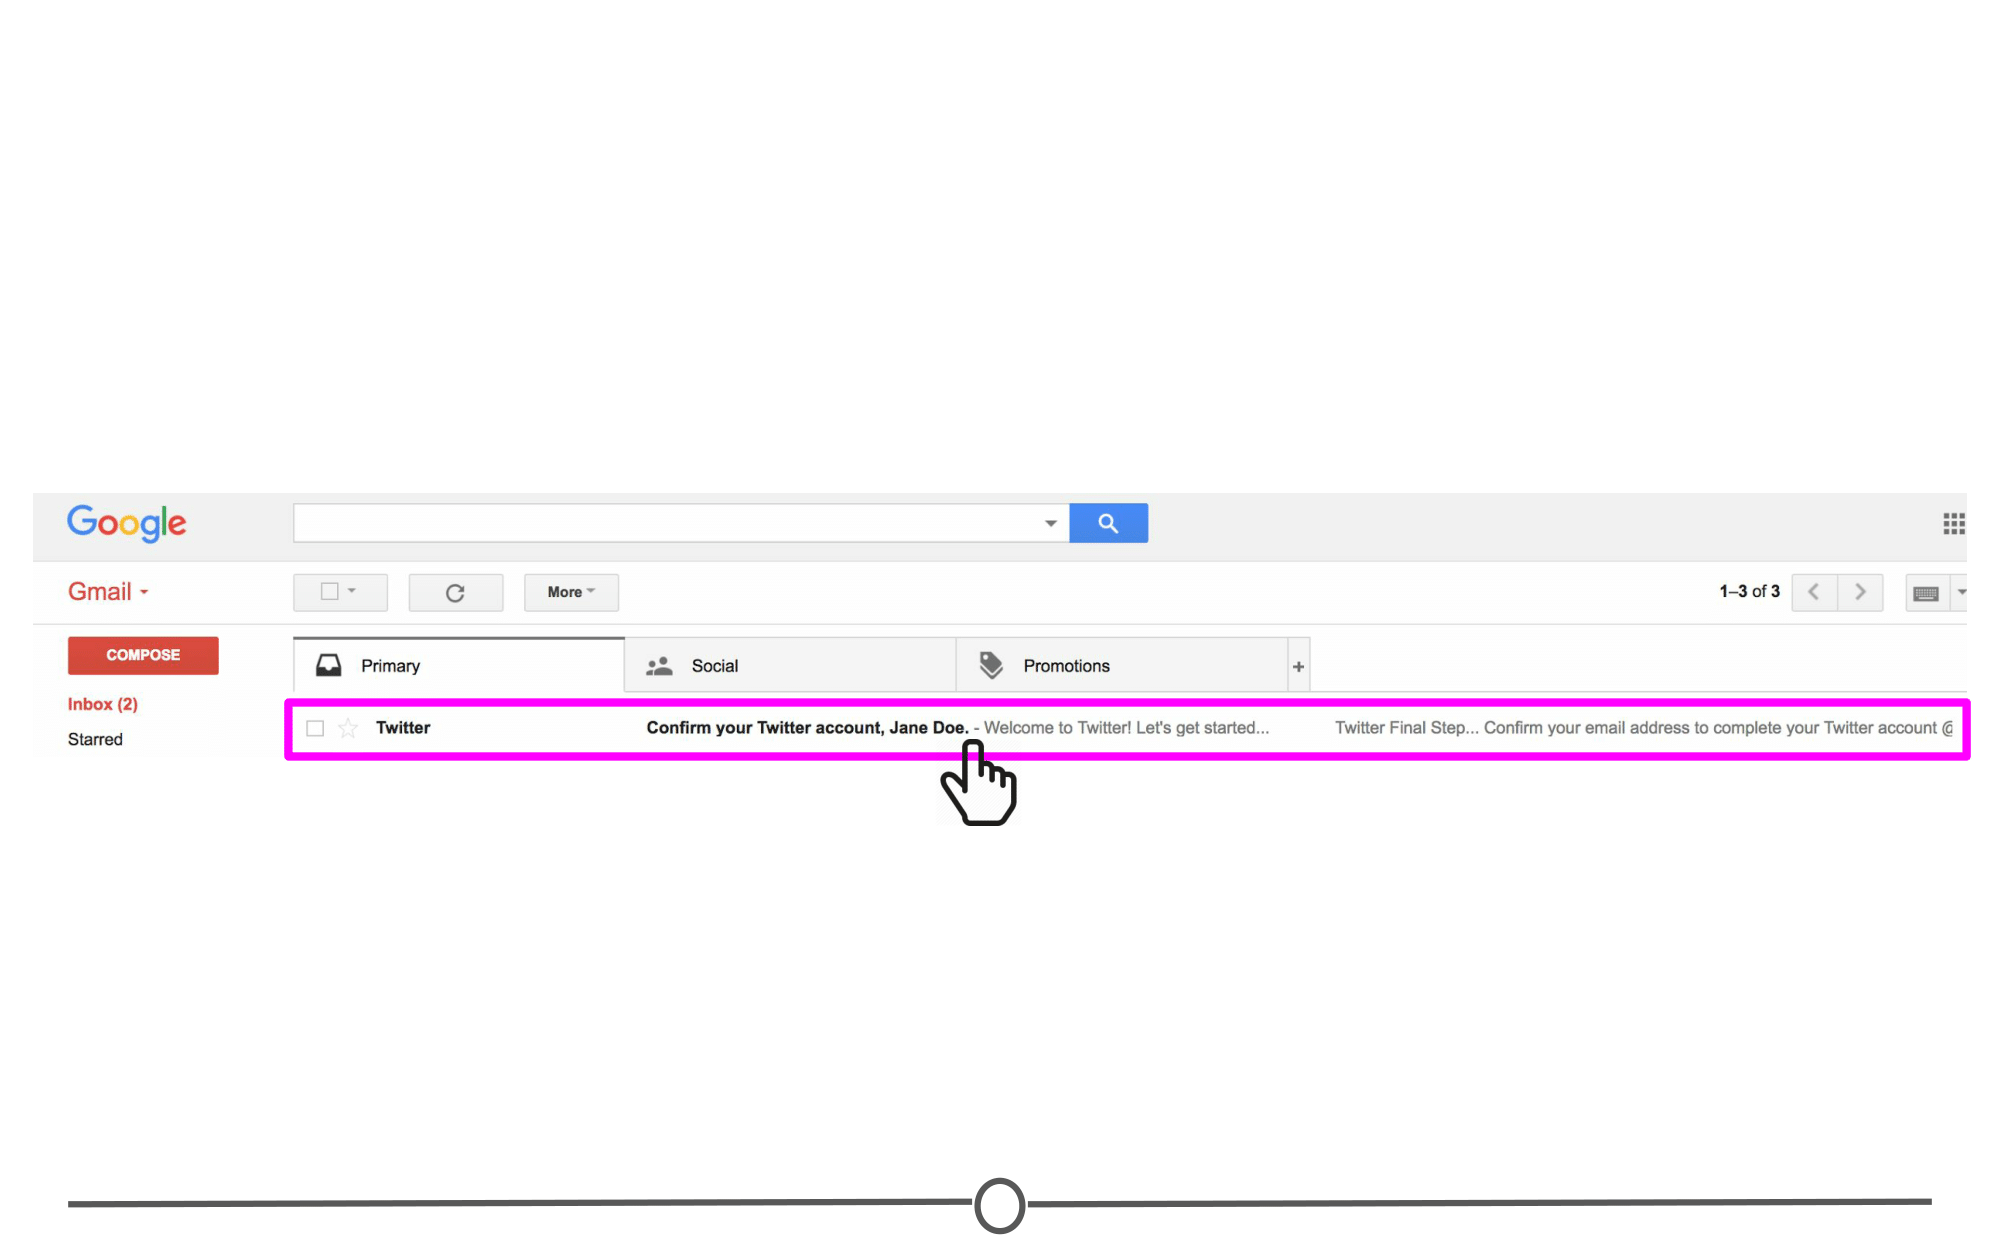 Google
Gmail
More
1–3 of 3
COMPOSE
Primary
Social
Promotions
+
Inbox (2)
Twitter
Confirm your Twitter account, Jane Doe. - Welcome to Twitter! Let's get started... Twitter Final Step... Confirm your email address to complete your Twitter account @
Starred